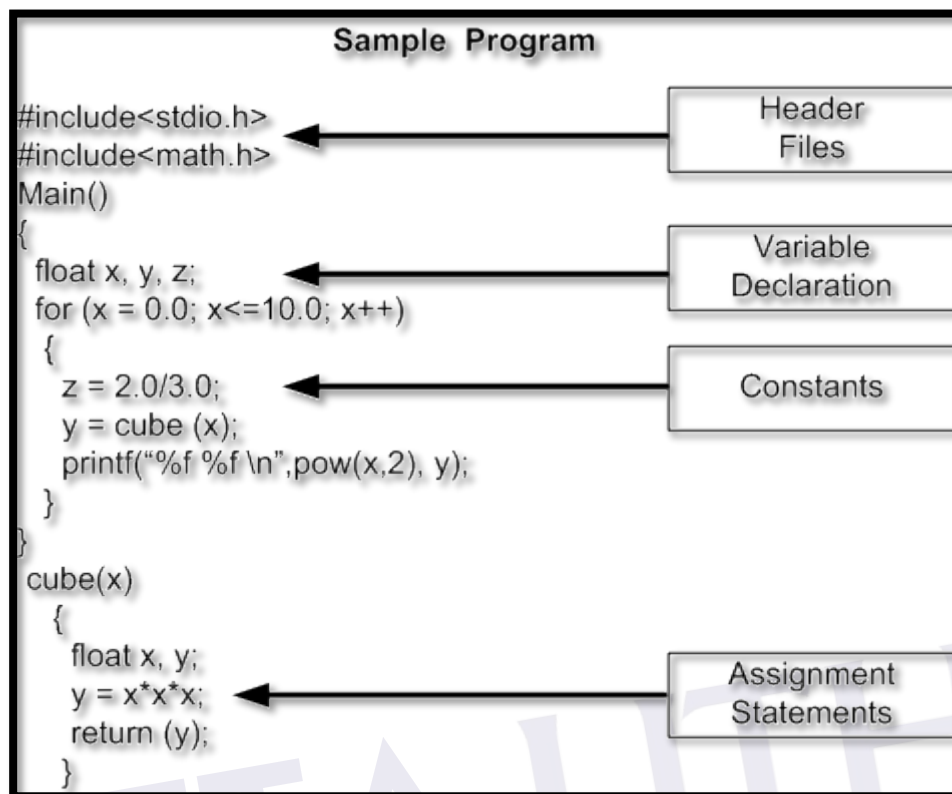 Sample Program
#include<stdio.h>
#include<math.h>
Header
Files
Main()
{
float x, y, z;
Variable
Declaration
for (x = 0.0; x<=10.0; x++)
{
z = 2.0/3.0;
Constants
y = cube (x);
printf(“%f %f \n”,pow(x,2), y);
}
}
cube(x)
{
float x, y;
y = x*x*x;
Assignment
Statements
return (y);
}